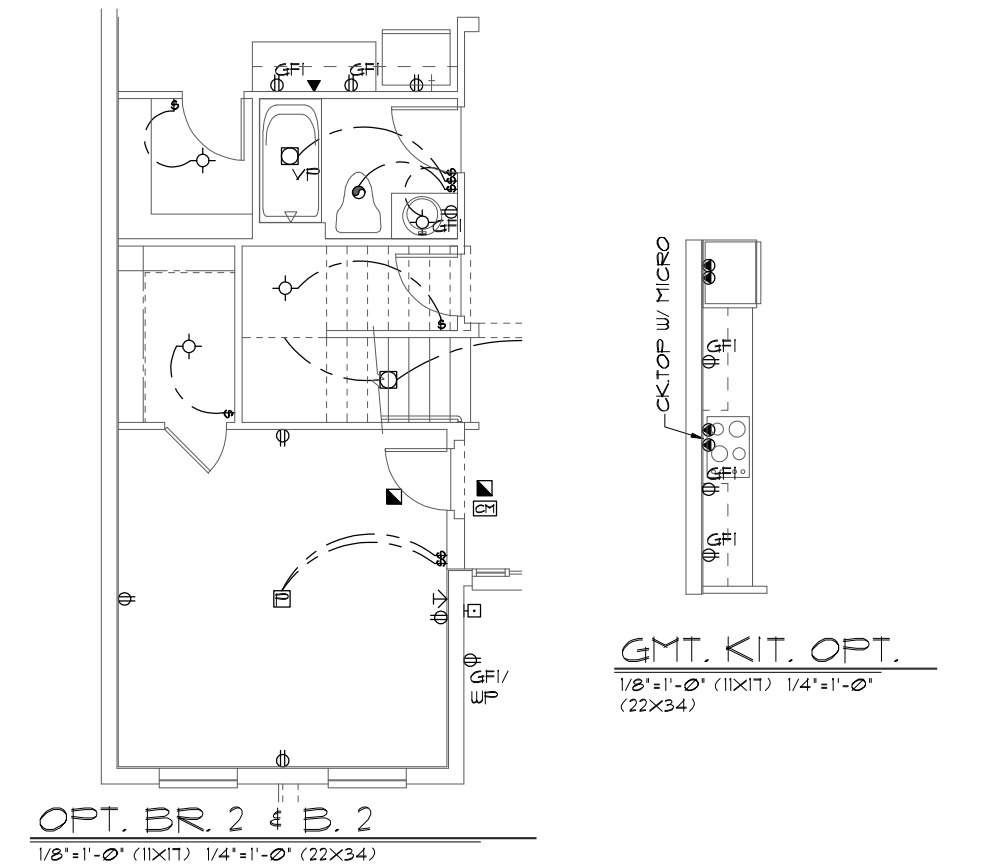 GFI GFI
$
VP
$$$
GFI
$
$
CM
$$
P
GFI/
WP
OPT. BR. 2 & B. 2
1/8"=1'-0" (11X17) 1/4"=1'-0" (22X34)
CK.TOP W/ MICRO
GFI
GFI
GFI
GMT. KIT. OPT.
1/8"=1'-0" (11X17) 1/4"=1'-0"
(22X34)